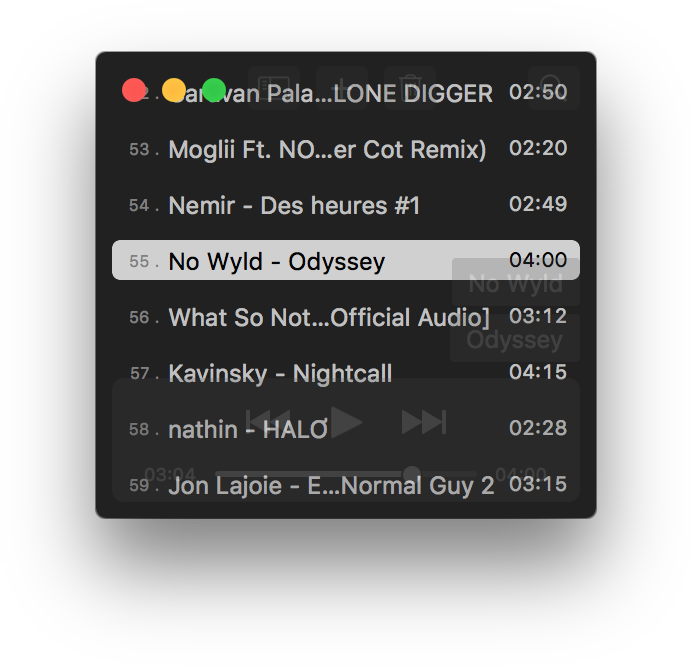 Pala...LONE DIGGER 02:50
53 . Moglii Ft. NO...er Cot Remix) 02:20
54 . Nemir - Des heures #1 02:49
55 . No Wyld - Odyssey 04:00
No Wyld
56 . What So Not...Official Audio] 03:12
Odyssey
57 . Kavinsky - Nightcall 04:15
58 . nathin - HALO 02:28
03:04 04:00
59 . Jon Lajoie - E...Normal Guy 2 03:15